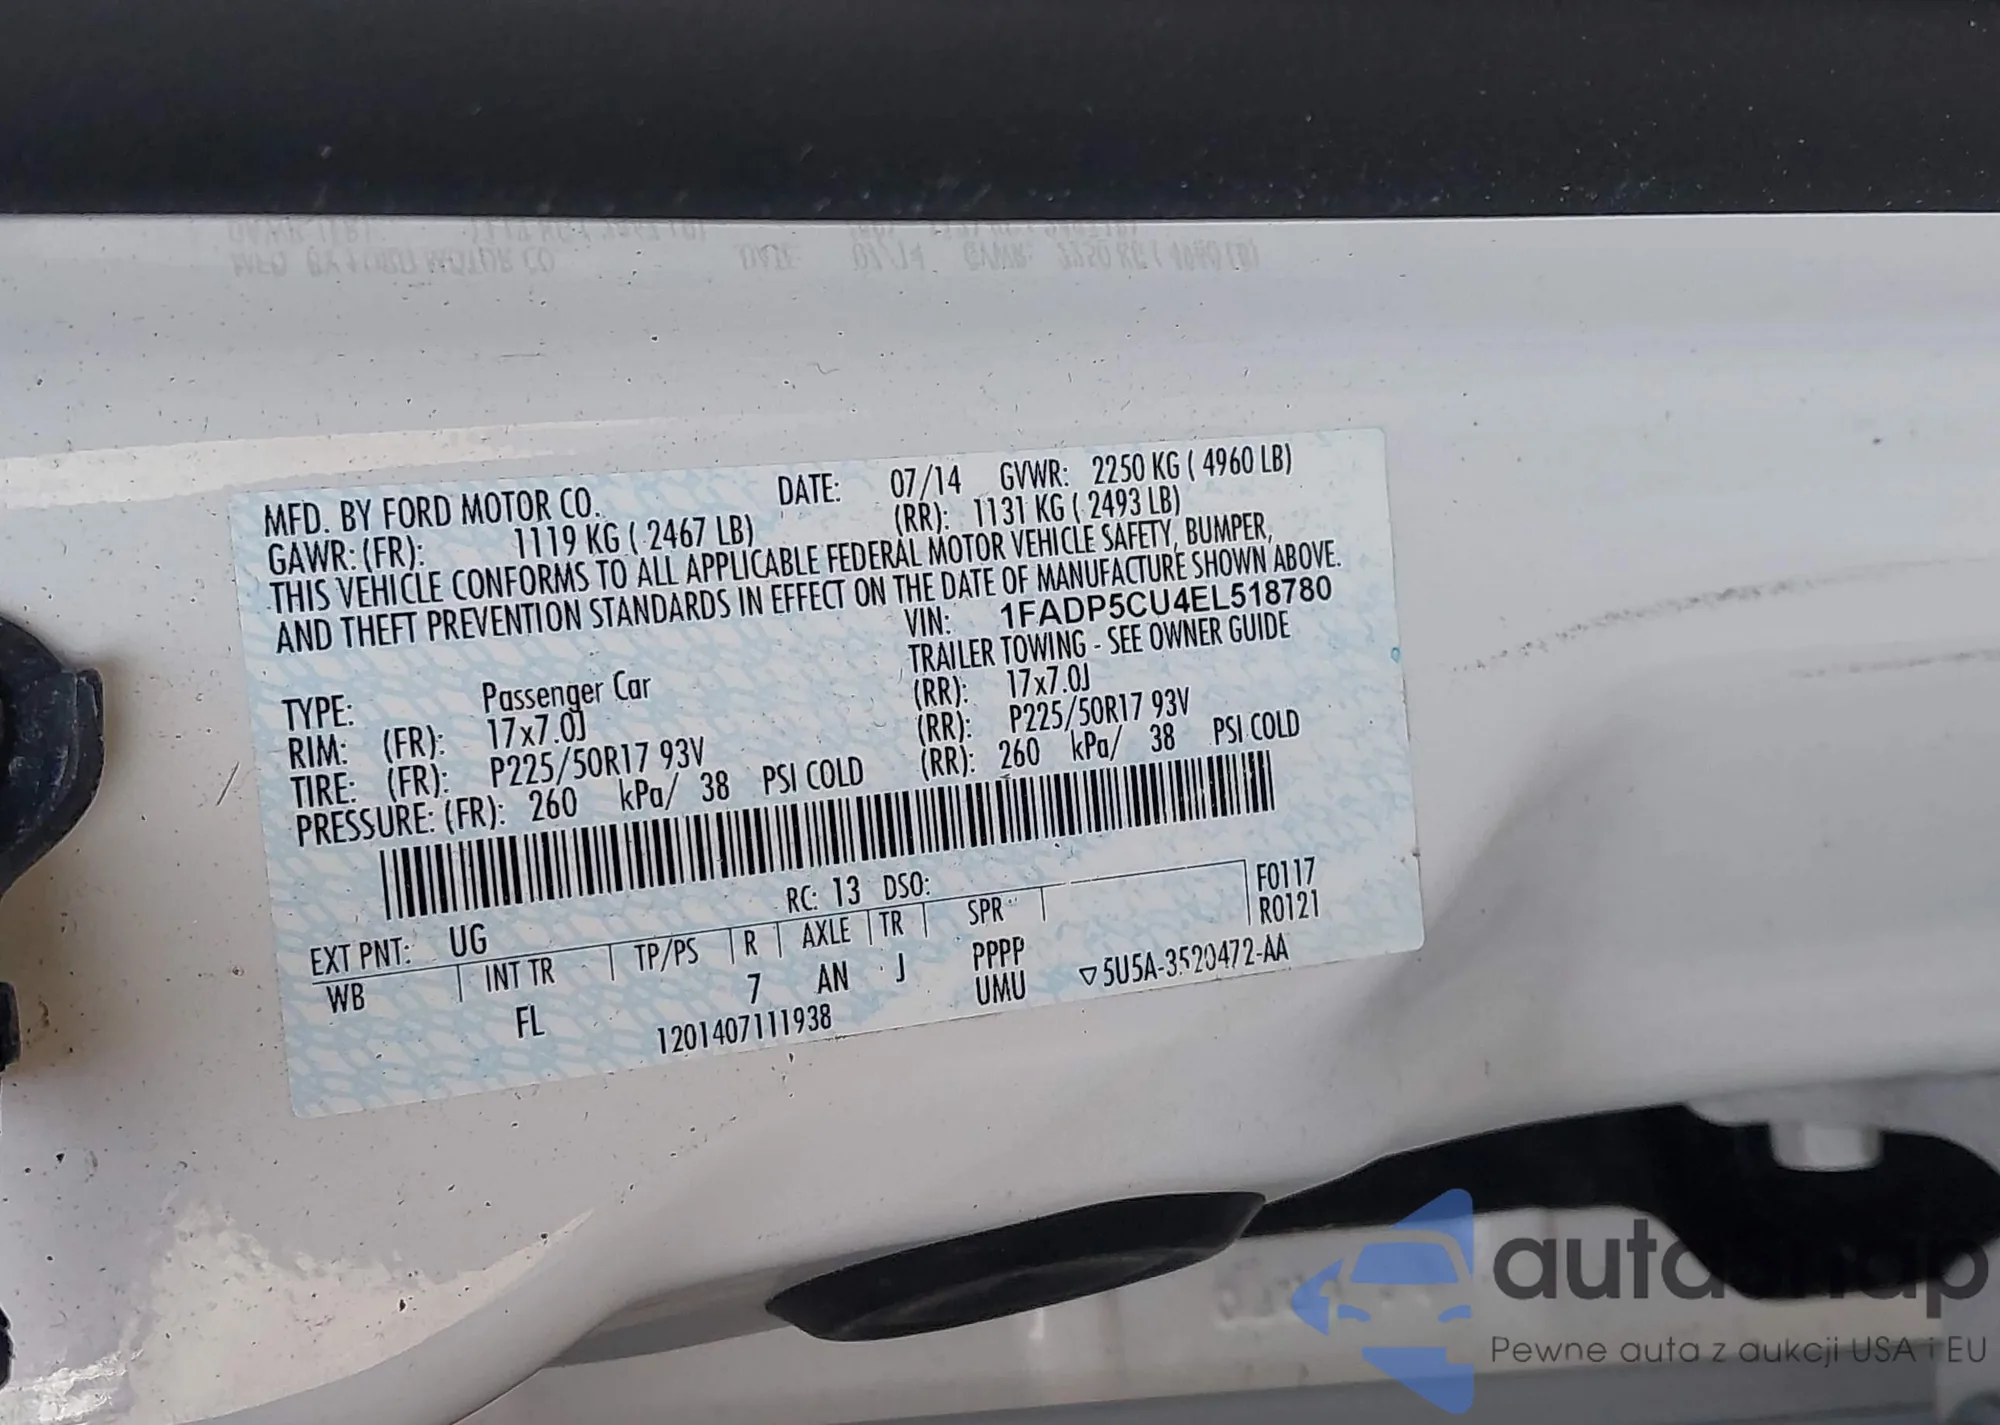 MFD. BY FORD MOTOR CO. DATE: 07/14 GVWR: 2250 KG ( 4960 LB)
GAWR: (FR): 1119 KG ( 2467 LB) (RR): 1131 KG ( 2493 LB)
THIS VEHICLE CONFORMS TO ALL APPLICABLE FEDERAL MOTOR VEHICLE SAFETY, BUMPER,
AND THEFT PREVENTION STANDARDS IN EFFECT ON THE DATE OF MANUFACTURE SHOWN ABOVE.
VIN: 1FADP5CU4EL518780
TRAILER TOWING - SEE OWNER GUIDE
TYPE: Passenger Car
RIM: (FR): 17x7.0J (RR): 17x7.0J
TIRE: (FR): P225/50R17 93V (RR): P225/50R17 93V
PRESSURE: (FR): 260 kPa/ 38 PSI COLD (RR): 260 kPa/ 38 PSI COLD
RC: 13 DSO: F0117
EXT PNT: UG R0121
WB INT TR TP/PS R AXLE TR SPR
FL 7 AN J PPPP
UMU ▽5U5A-3520472-AA
1201407111938
autosnap
Pewne auta z aukcji USA i EU